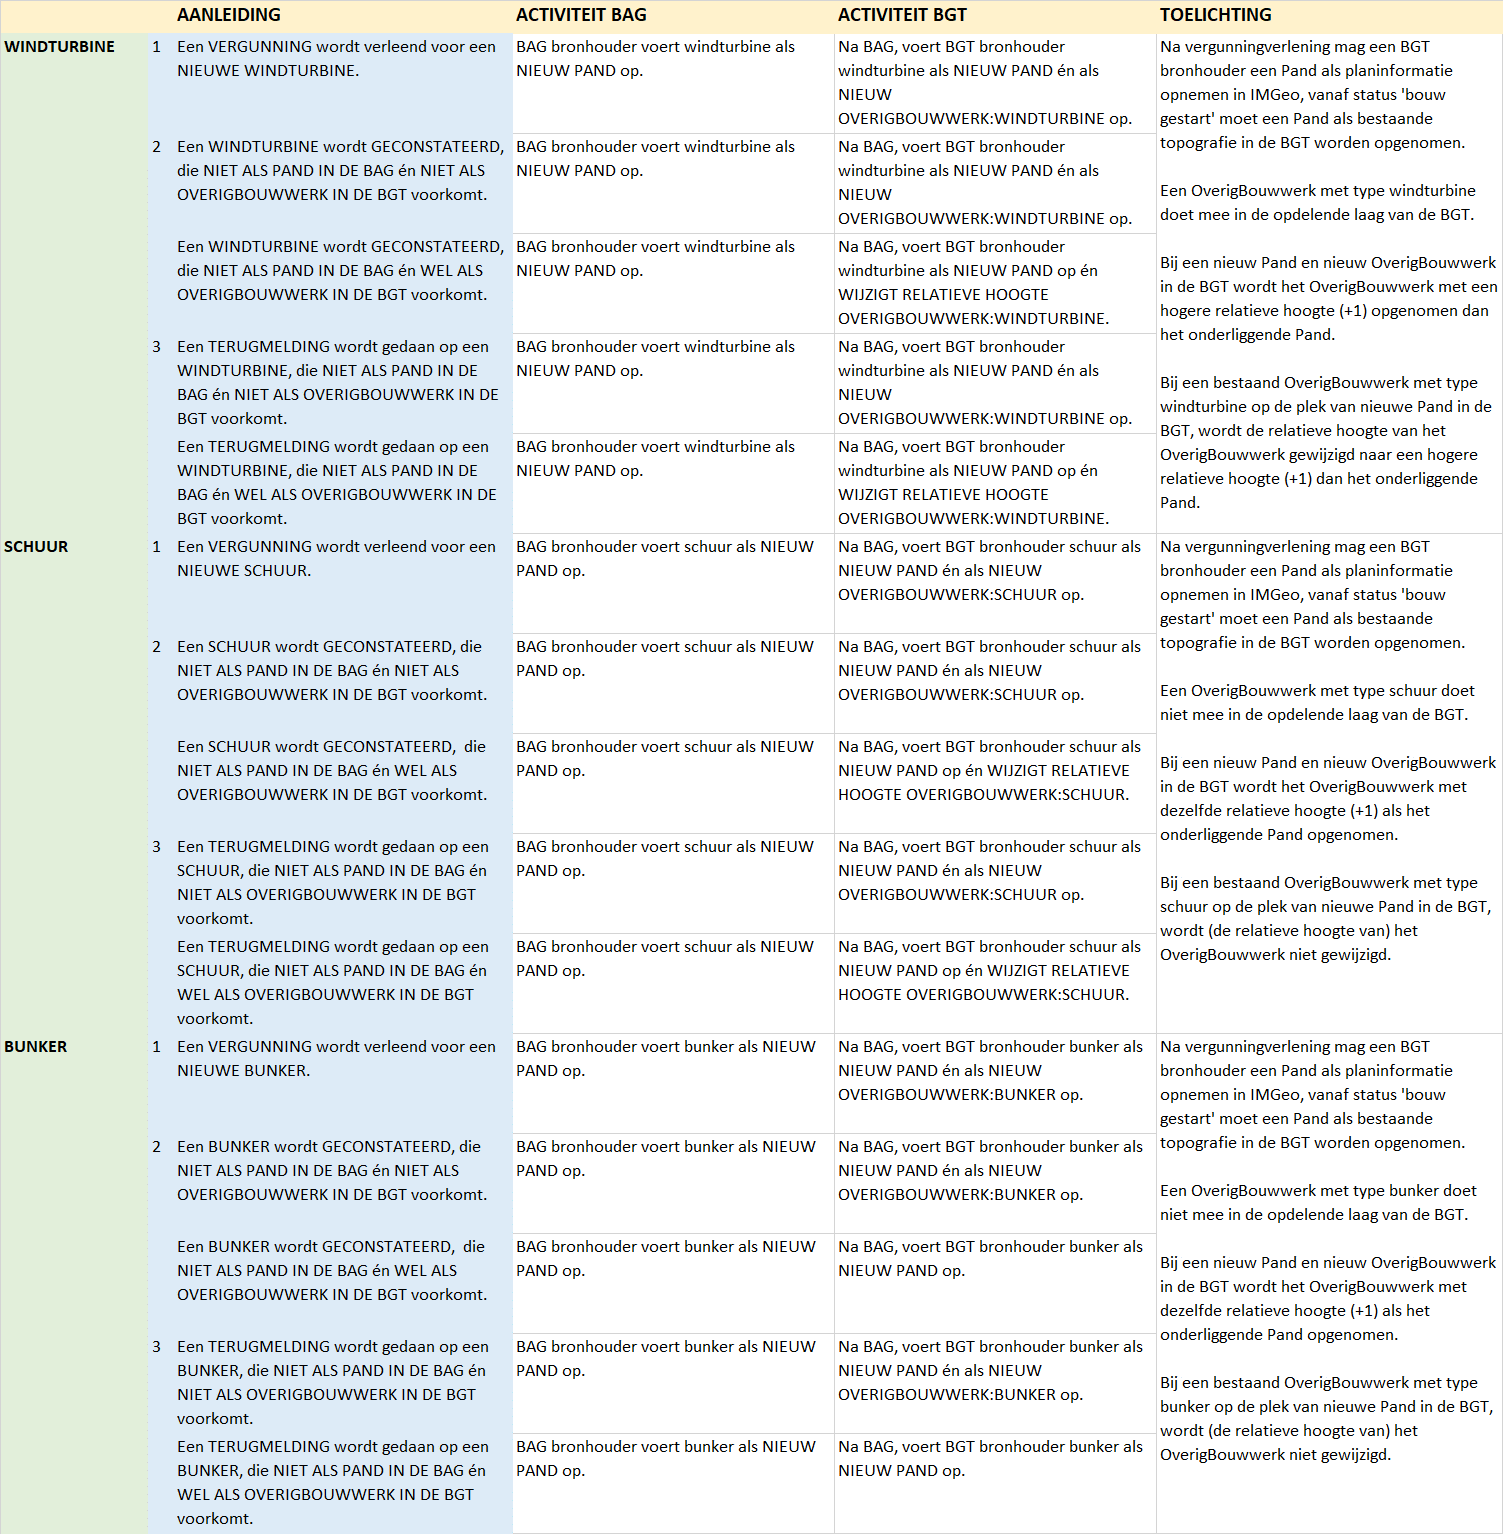 AANLEIDING
ACTIVITEIT BAG
ACTIVITEIT BGT
TOELICHTING
WINDTURBINE
1
Een VERGUNNING wordt verleend voor een
NIEUWE WINDTURBINE.
BAG bronhouder voert windturbine als
NIEUW PAND op.
Na BAG, voert BGT bronhouder
windturbine als NIEUW PAND én als
NIEUW
OVERIGBOUWWERK:WINDTURBINE op.
Na vergunningverlening mag een BGT
bronhouder een Pand als planinformatie
opnemen in IMGeo, vanaf status 'bouw
gestart' moet een Pand als bestaande
topografie in de BGT worden opgenomen.
Een OverigBouwwerk met type windturbine
doet mee in de opdelende laag van de BGT.
Bij een nieuw Pand en nieuw OverigBouwwerk
in de BGT wordt het OverigBouwwerk met een
hogere relatieve hoogte (+1) opgenomen dan
het onderliggende Pand.
Bij een bestaand OverigBouwwerk met type
windturbine op de plek van nieuwe Pand in de
BGT, wordt de relatieve hoogte van het
OverigBouwwerk gewijzigd naar een hogere
relatieve hoogte (+1) dan het onderliggende
Pand.
2
Een WINDTURBINE wordt GECONSTATEERD,
die NIET ALS PAND IN DE BAG én NIET ALS
OVERIGBOUWWERK IN DE BGT voorkomt.
BAG bronhouder voert windturbine als
NIEUW PAND op.
Na BAG, voert BGT bronhouder
windturbine als NIEUW PAND én als
NIEUW
OVERIGBOUWWERK:WINDTURBINE op.
Een WINDTURBINE wordt GECONSTATEERD,
die NIET ALS PAND IN DE BAG én WEL ALS
OVERIGBOUWWERK IN DE BGT voorkomt.
BAG bronhouder voert windturbine als
NIEUW PAND op.
Na BAG, voert BGT bronhouder
windturbine als NIEUW PAND op én
WIJZIGT RELATIEVE HOOGTE
OVERIGBOUWWERK:WINDTURBINE.
3
Een TERUGMELDING wordt gedaan op een
WINDTURBINE, die NIET ALS PAND IN DE
BAG én NIET ALS OVERIGBOUWWERK IN DE
BGT voorkomt.
BAG bronhouder voert windturbine als
NIEUW PAND op.
Na BAG, voert BGT bronhouder
windturbine als NIEUW PAND én als
NIEUW
OVERIGBOUWWERK:WINDTURBINE op.
Een TERUGMELDING wordt gedaan op een
WINDTURBINE, die NIET ALS PAND IN DE
BAG én WEL ALS OVERIGBOUWWERK IN DE
BGT voorkomt.
BAG bronhouder voert windturbine als
NIEUW PAND op.
Na BAG, voert BGT bronhouder
windturbine als NIEUW PAND op én
WIJZIGT RELATIEVE HOOGTE
OVERIGBOUWWERK:WINDTURBINE.
SCHUUR
1
Een VERGUNNING wordt verleend voor een
NIEUWE SCHUUR.
BAG bronhouder voert schuur als NIEUW
PAND op.
Na BAG, voert BGT bronhouder schuur als
NIEUW PAND én als NIEUW
OVERIGBOUWWERK:SCHUUR op.
Na vergunningverlening mag een BGT
bronhouder een Pand als planinformatie
opnemen in IMGeo, vanaf status 'bouw
gestart' moet een Pand als bestaande
topografie in de BGT worden opgenomen.
Een OverigBouwwerk met type schuur doet
niet mee in de opdelende laag van de BGT.
Bij een nieuw Pand en nieuw OverigBouwwerk
in de BGT wordt het OverigBouwwerk met
dezelfde relatieve hoogte (+1) als het
onderliggende Pand opgenomen.
Bij een bestaand OverigBouwwerk met type
schuur op de plek van nieuwe Pand in de BGT,
wordt (de relatieve hoogte van) het
OverigBouwwerk niet gewijzigd.
2
Een SCHUUR wordt GECONSTATEERD, die
NIET ALS PAND IN DE BAG én NIET ALS
OVERIGBOUWWERK IN DE BGT voorkomt.
BAG bronhouder voert schuur als NIEUW
PAND op.
Na BAG, voert BGT bronhouder schuur als
NIEUW PAND én als NIEUW
OVERIGBOUWWERK:SCHUUR op.
Een SCHUUR wordt GECONSTATEERD,  die
NIET ALS PAND IN DE BAG én WEL ALS
OVERIGBOUWWERK IN DE BGT voorkomt.
BAG bronhouder voert schuur als NIEUW
PAND op.
Na BAG, voert BGT bronhouder schuur als
NIEUW PAND op én WIJZIGT RELATIEVE
HOOGTE OVERIGBOUWWERK:SCHUUR.
3
Een TERUGMELDING wordt gedaan op een
SCHUUR, die NIET ALS PAND IN DE BAG én
NIET ALS OVERIGBOUWWERK IN DE BGT
voorkomt.
BAG bronhouder voert schuur als NIEUW
PAND op.
Na BAG, voert BGT bronhouder schuur als
NIEUW PAND én als NIEUW
OVERIGBOUWWERK:SCHUUR op.
Een TERUGMELDING wordt gedaan op een
SCHUUR, die NIET ALS PAND IN DE BAG én
WEL ALS OVERIGBOUWWERK IN DE BGT
voorkomt.
BAG bronhouder voert schuur als NIEUW
PAND op.
Na BAG, voert BGT bronhouder schuur als
NIEUW PAND op én WIJZIGT RELATIEVE
HOOGTE OVERIGBOUWWERK:SCHUUR.
BUNKER
1
Een VERGUNNING wordt verleend voor een
NIEUWE BUNKER.
BAG bronhouder voert bunker als NIEUW
PAND op.
Na BAG, voert BGT bronhouder bunker als
NIEUW PAND én als NIEUW
OVERIGBOUWWERK:BUNKER op.
Na vergunningverlening mag een BGT
bronhouder een Pand als planinformatie
opnemen in IMGeo, vanaf status 'bouw
gestart' moet een Pand als bestaande
topografie in de BGT worden opgenomen.
Een OverigBouwwerk met type bunker doet
niet mee in de opdelende laag van de BGT.
Bij een nieuw Pand en nieuw OverigBouwwerk
in de BGT wordt het OverigBouwwerk met
dezelfde relatieve hoogte (+1) als het
onderliggende Pand opgenomen.
Bij een bestaand OverigBouwwerk met type
bunker op de plek van nieuwe Pand in de BGT,
wordt (de relatieve hoogte van) het
OverigBouwwerk niet gewijzigd.
2
Een BUNKER wordt GECONSTATEERD, die
NIET ALS PAND IN DE BAG én NIET ALS
OVERIGBOUWWERK IN DE BGT voorkomt.
BAG bronhouder voert bunker als NIEUW
PAND op.
Na BAG, voert BGT bronhouder bunker als
NIEUW PAND én als NIEUW
OVERIGBOUWWERK:BUNKER op.
Een BUNKER wordt GECONSTATEERD,  die
NIET ALS PAND IN DE BAG én WEL ALS
OVERIGBOUWWERK IN DE BGT voorkomt.
BAG bronhouder voert bunker als NIEUW
PAND op.
Na BAG, voert BGT bronhouder bunker als
NIEUW PAND op.
3
Een TERUGMELDING wordt gedaan op een
BUNKER, die NIET ALS PAND IN DE BAG én
NIET ALS OVERIGBOUWWERK IN DE BGT
voorkomt.
BAG bronhouder voert bunker als NIEUW
PAND op.
Na BAG, voert BGT bronhouder bunker als
NIEUW PAND én als NIEUW
OVERIGBOUWWERK:BUNKER op.
Een TERUGMELDING wordt gedaan op een
BUNKER, die NIET ALS PAND IN DE BAG én
WEL ALS OVERIGBOUWWERK IN DE BGT
voorkomt.
BAG bronhouder voert bunker als NIEUW
PAND op.
Na BAG, voert BGT bronhouder bunker als
NIEUW PAND op.